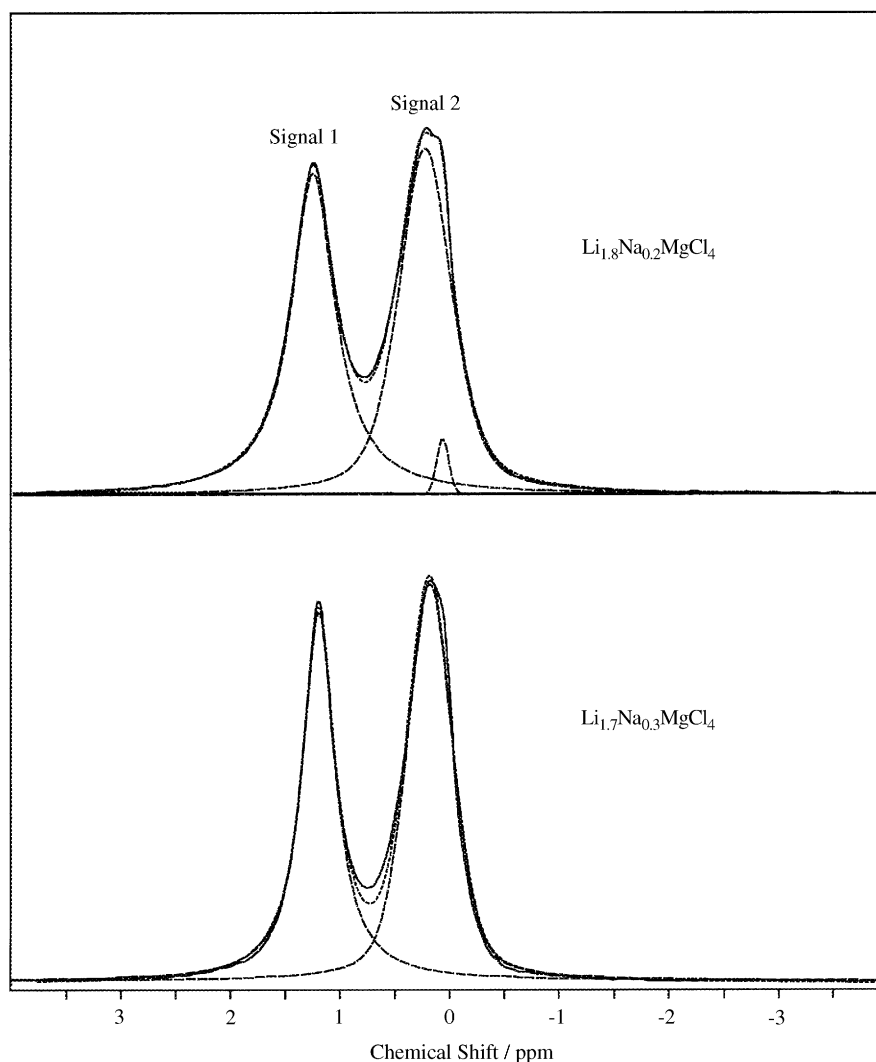 Signal 1
Signal 2
Li1.8Na0.2MgCl4
Li1.7Na0.3MgCl4
3 2 1 0 -1 -2 -3
Chemical Shift / ppm